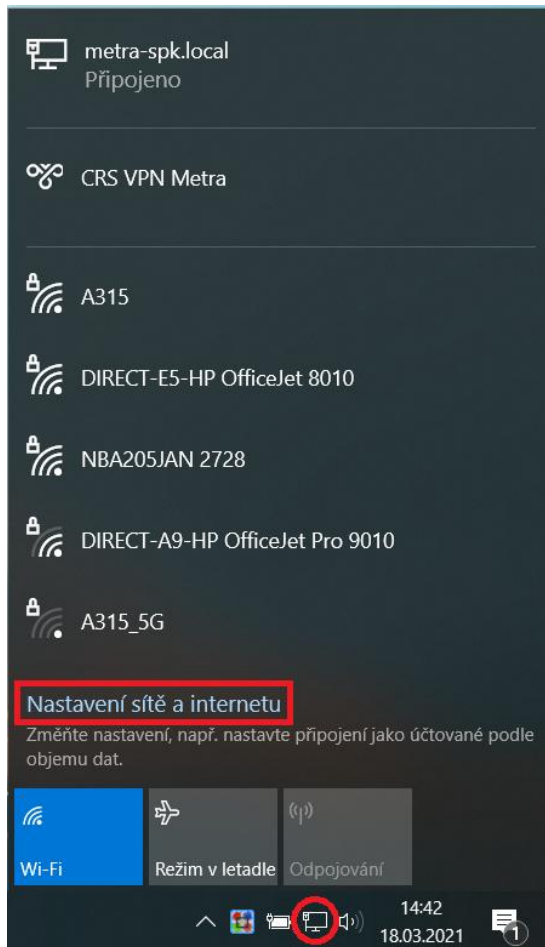 metra-spk.local
Připojeno
CRS VPN Metra
A315
DIRECT-E5-HP OfficeJet 8010
NBA205JAN 2728
DIRECT-A9-HP OfficeJet Pro 9010
A315_5G
Nastavení sítě a internetu
Změňte nastavení, např. nastavte připojení jako účtované podle
objemu dat.
Wi-Fi
Režim v letadle
Odpojování
14:42
18.03.2021
1